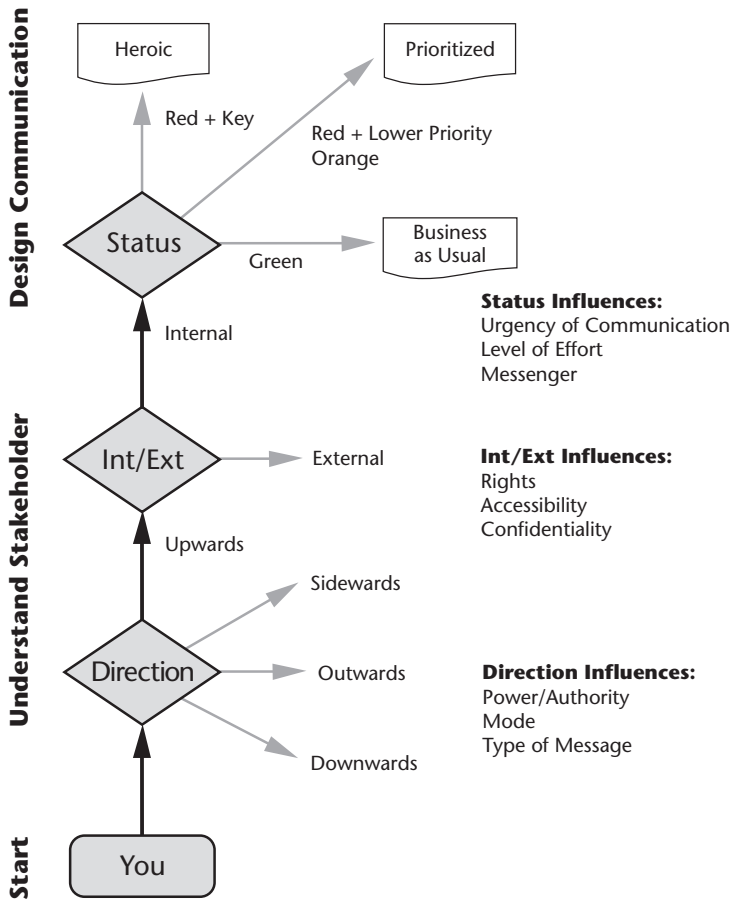 Design Communication
Heroic
Prioritized
Red + Key
Red + Lower Priority
Orange
Status
Green
Business
as Usual
Status Influences:
Urgency of Communication
Level of Effort
Messenger
Internal
Understand Stakeholder
Int/Ext
External
Int/Ext Influences:
Rights
Accessibility
Confidentiality
Upwards
Sidewards
Direction
Outwards
Direction Influences:
Power/Authority
Mode
Type of Message
Downwards
Start
You